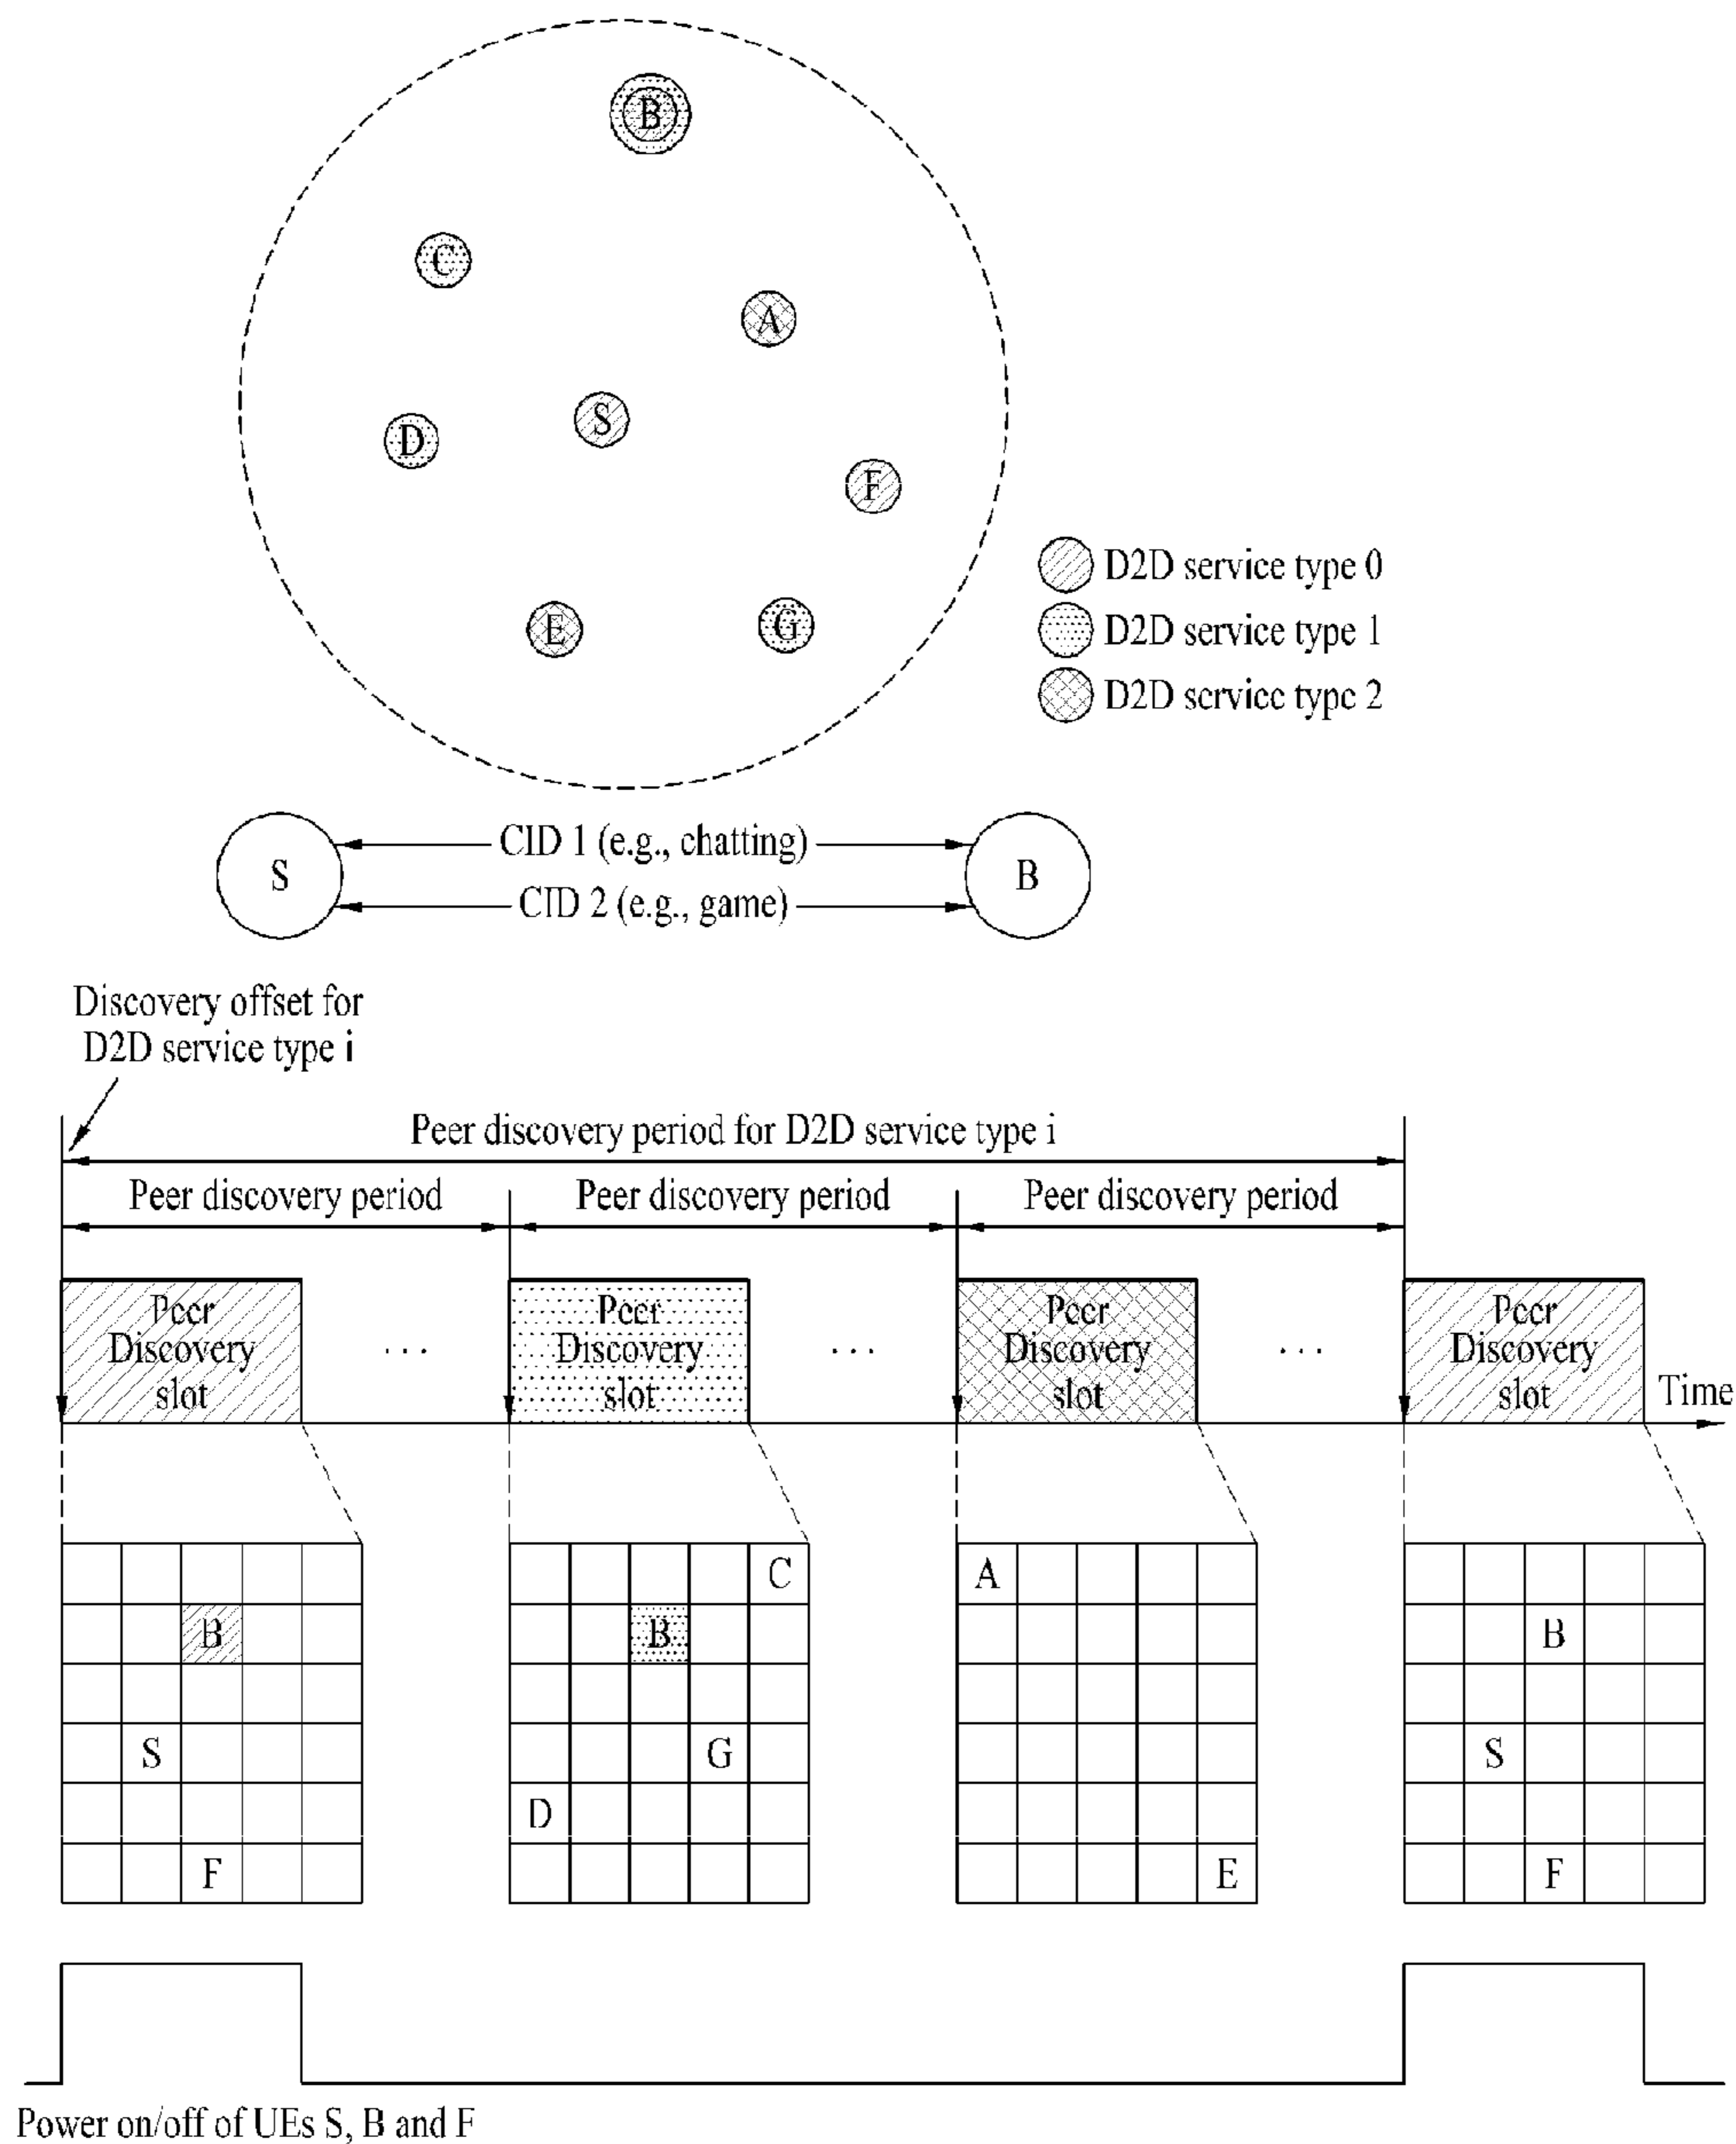 B
C
A
S
D
F
E
G
D2D service type 0
D2D service type 1
D2D service type 2
S
CID 1 (e.g., chatting)
CID 2 (e.g., game)
B
Discovery offset for
D2D service type i
Peer discovery period for D2D service type i
Peer discovery period
Peer discovery period
Peer discovery period
Peer
Discovery
slot
...
Peer
Discovery
slot
...
Peer
Discovery
slot
...
Peer
Discovery
slot
Time
B
S
F
C
B
G
D
A
E
B
S
F
Power on/off of UEs S, B and F